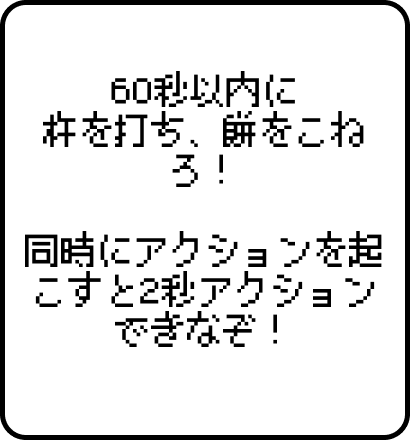 60秒以内に
杵を打ち、餅をこね
ろ！
同時にアクションを起
こすと2秒アクション
できなぞ！